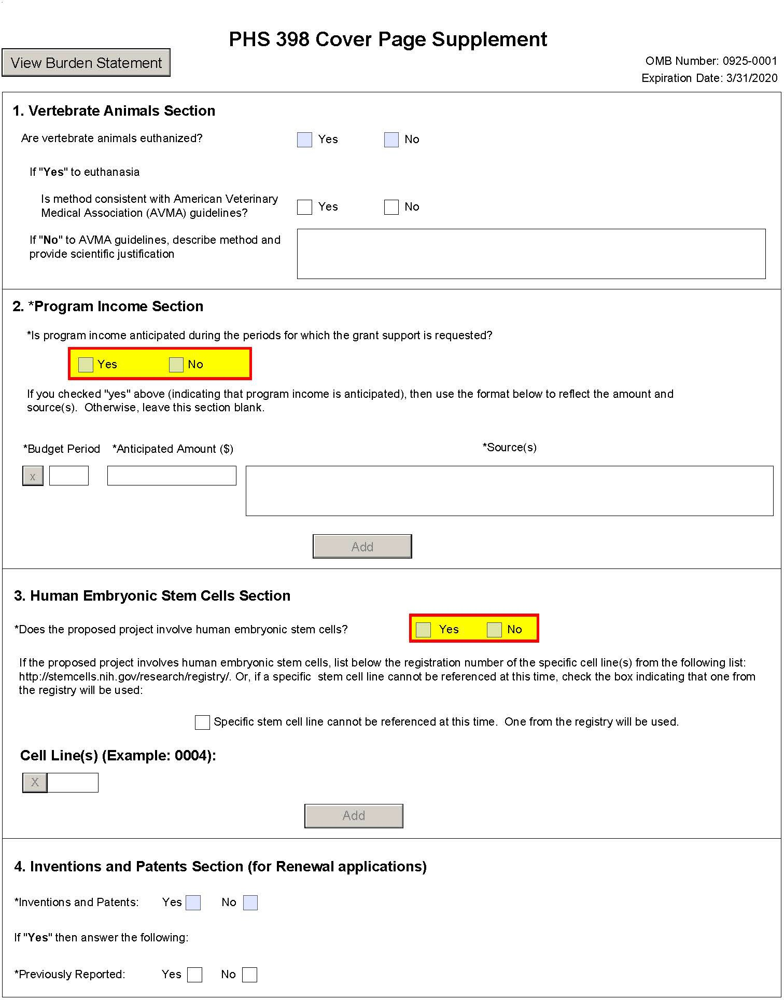 PHS 398 Cover Page Supplement
View Burden Statement
OMB Number: 0925-0001
Expiration Date: 3/31/2020
1. Vertebrate Animals Section
Are vertebrate animals euthanized? Yes No
If "Yes" to euthanasia
Is method consistent with American Veterinary
Medical Association (AVMA) guidelines? Yes No
If "No" to AVMA guidelines, describe method and
provide scientific justification
2. *Program Income Section
*Is program income anticipated during the periods for which the grant support is requested?
Yes No
If you checked "yes" above (indicating that program income is anticipated), then use the format below to reflect the amount and
source(s). Otherwise, leave this section blank.
*Budget Period *Anticipated Amount ($) *Source(s)
x
Add
3. Human Embryonic Stem Cells Section
*Does the proposed project involve human embryonic stem cells? Yes No
If the proposed project involves human embryonic stem cells, list below the registration number of the specific cell line(s) from the following list:
http://stemcells.nih.gov/research/registry/. Or, if a specific stem cell line cannot be referenced at this time, check the box indicating that one from
the registry will be used:
Specific stem cell line cannot be referenced at this time. One from the registry will be used.
Cell Line(s) (Example: 0004):
X
Add
4. Inventions and Patents Section (for Renewal applications)
*Inventions and Patents: Yes No
If "Yes" then answer the following:
*Previously Reported: Yes No